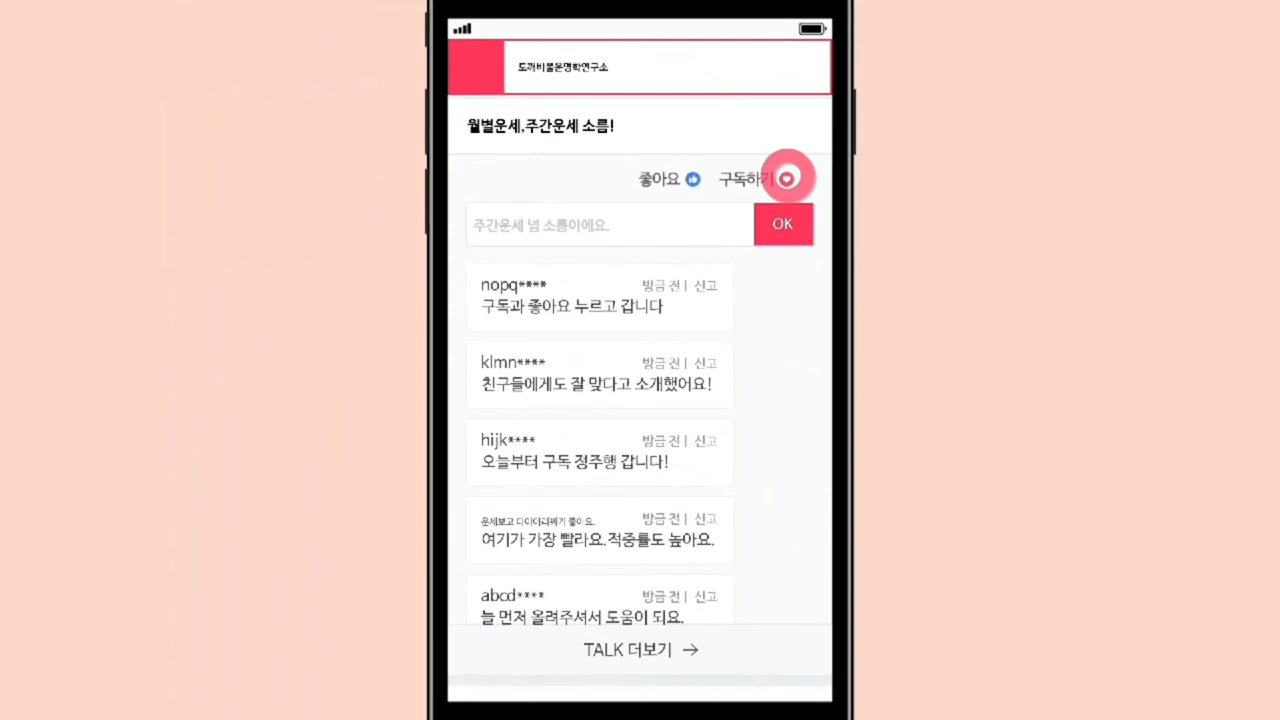 도깨비불운명학연구소
월별운세,주간운세 소름!
좋아요 구독하기
주간운세 넘 소름이에요.
OK
nopq**** 방금 전 | 신고
구독과 좋아요 누르고 갑니다
klmn**** 방금 전 | 신고
친구들에게도 잘 맞다고 소개했어요!
hijk**** 방금 전 | 신고
오늘부터 구독 정주행 갑니다!
운세보고 다이어리짜기 좋아요. 방금 전 | 신고
여기가 가장 빨라요.적중률도 높아요.
abcd**** 방금 전 | 신고
늘 먼저 올려주셔서 도움이 되요.
TALK 더보기 →